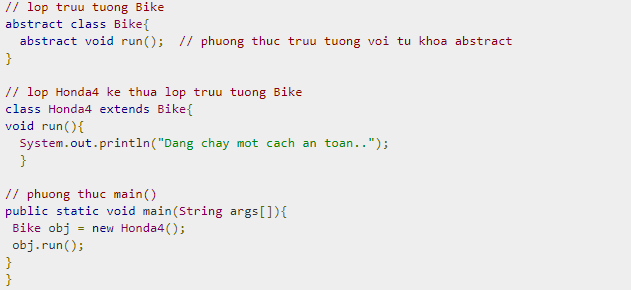 // lop truu tuong Bike
abstract class Bike{
  abstract void run();  // phuong thuc truu tuong voi tu khoa abstract
}

// lop Honda4 ke thua lop truu tuong Bike
class Honda4 extends Bike{
void run(){
  System.out.println("Dang chay mot cach an toan..");
  }

// phuong thuc main()
public static void main(String args[]){
 Bike obj = new Honda4();
 obj.run();
}
}